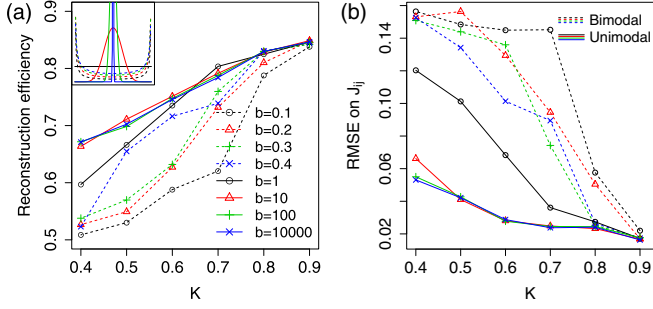 (a)
Reconstruction efficiency
0.9
0.8
0.7
0.6
0.5
b=0.1
b=0.2
b=0.3
b=0.4
b=1
b=10
b=100
b=10000
0.4 0.5 0.6 0.7 0.8 0.9
K
(b)
RMSE on J_ij
0.14
0.10
0.06
0.02
Bimodal
Unimodal
0.4 0.5 0.6 0.7 0.8 0.9
K